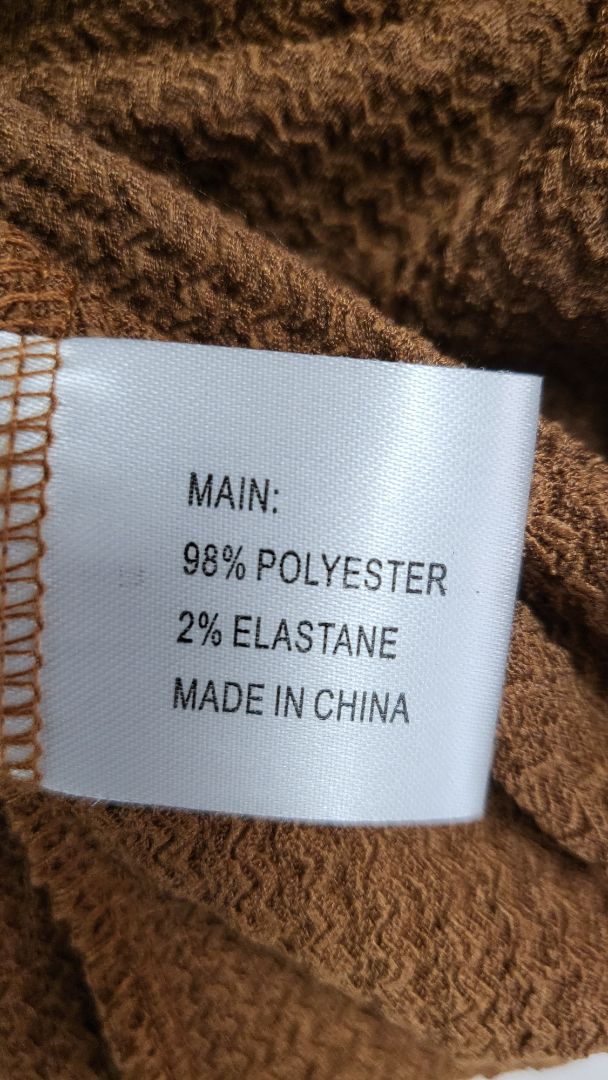 MAIN:
98% POLYESTER
2% ELASTANE
MADE IN CHINA